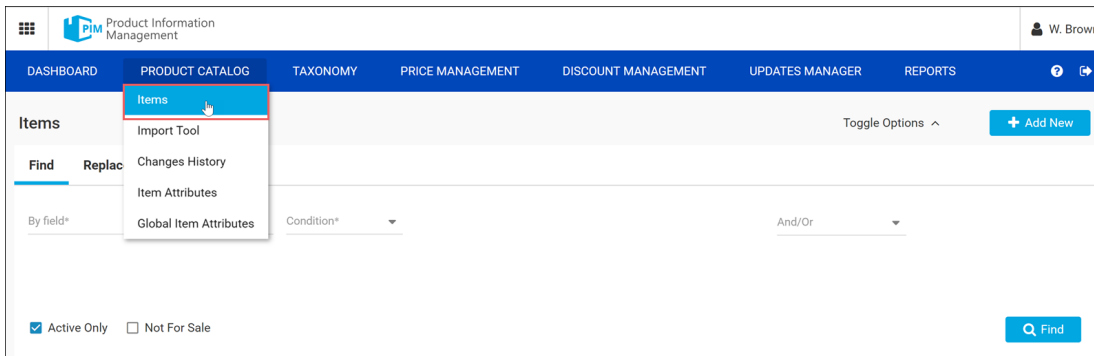 PIM Product Information
Management
W. Brown
DASHBOARD PRODUCT CATALOG TAXONOMY PRICE MANAGEMENT DISCOUNT MANAGEMENT UPDATES MANAGER REPORTS
Items
Import Tool
Changes History
Item Attributes
Global Item Attributes
Items Toggle Options Add New
Find Replac
By field* Condition* And/Or
Active Only Not For Sale Find